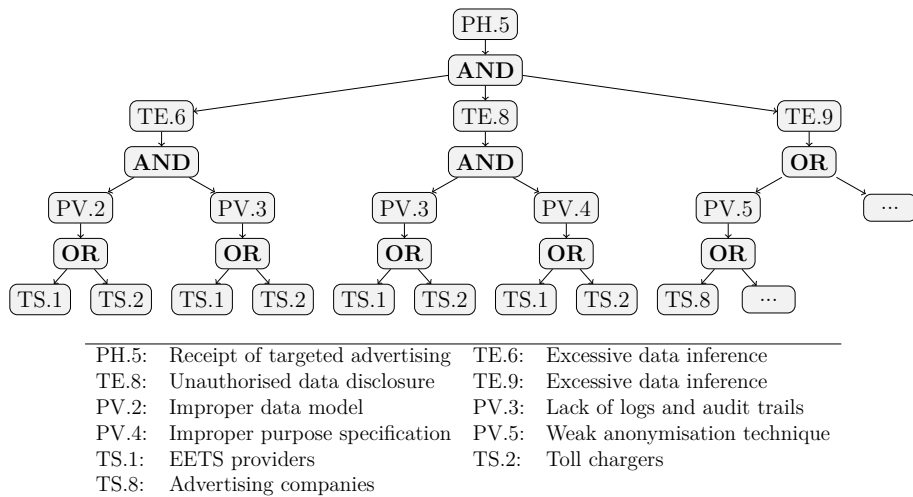 PH.5
AND
TE.6 TE.8 TE.9
AND AND OR
PV.2 PV.3 PV.3 PV.4 PV.5 ...
OR OR OR OR OR
TS.1 TS.2 TS.1 TS.2 TS.1 TS.2 TS.1 TS.2 TS.8 ...
PH.5: Receipt of targeted advertising TE.6: Excessive data inference
TE.8: Unauthorised data disclosure TE.9: Excessive data inference
PV.2: Improper data model PV.3: Lack of logs and audit trails
PV.4: Improper purpose specification PV.5: Weak anonymisation technique
TS.1: EETS providers TS.2: Toll chargers
TS.8: Advertising companies